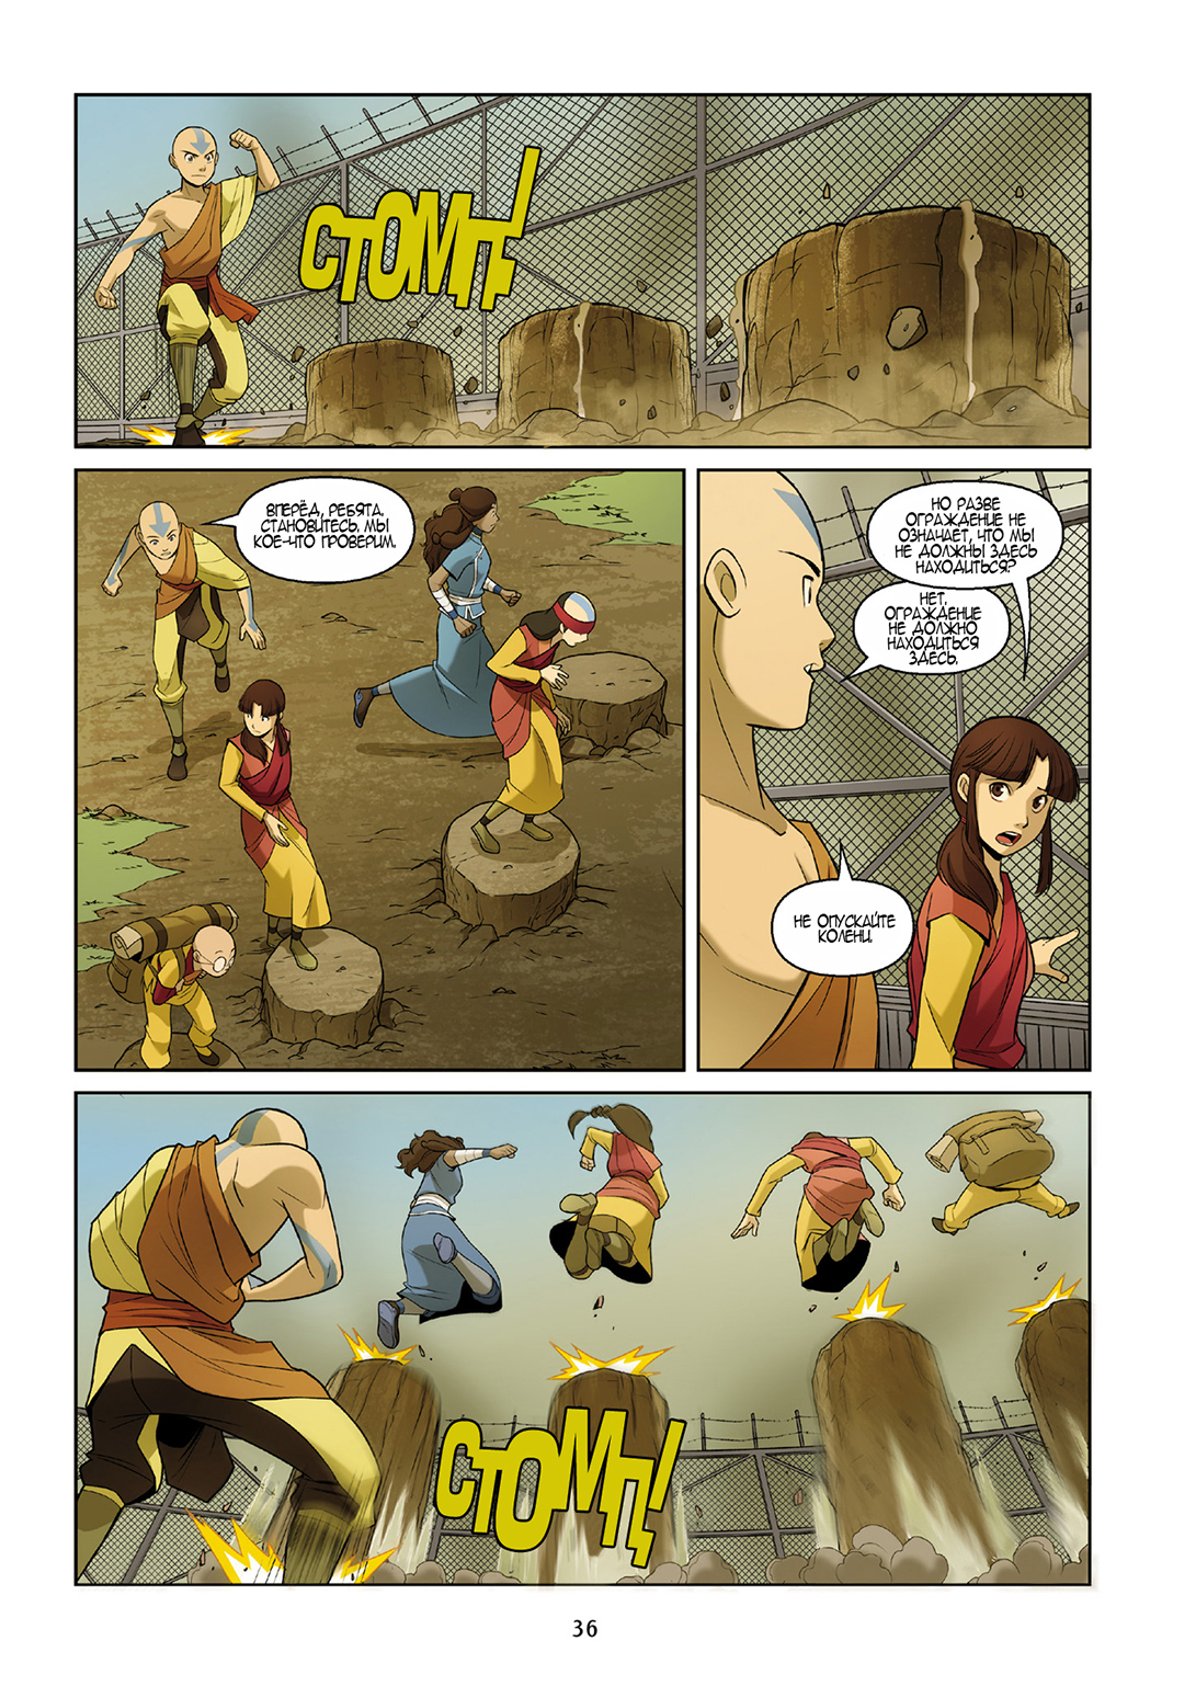 СТОМП!
ВПЕРЁД, РЕБЯТА.
СТАНОВИТЕСЬ. МЫ
КОЕ-ЧТО ПРОВЕРИМ.
НО РАЗВЕ
ОГРАЖДЕНИЕ НЕ
ОЗНАЧАЕТ, ЧТО МЫ
НЕ ДОЛЖНЫ ЗДЕСЬ
НАХОДИТЬСЯ?
НЕТ.
ОГРАЖДЕНИЕ
НЕ ДОЛЖНО
НАХОДИТЬСЯ
ЗДЕСЬ.
НЕ ОПУСКАЙТЕ
КОЛЕНИ.
СТОМП!
36